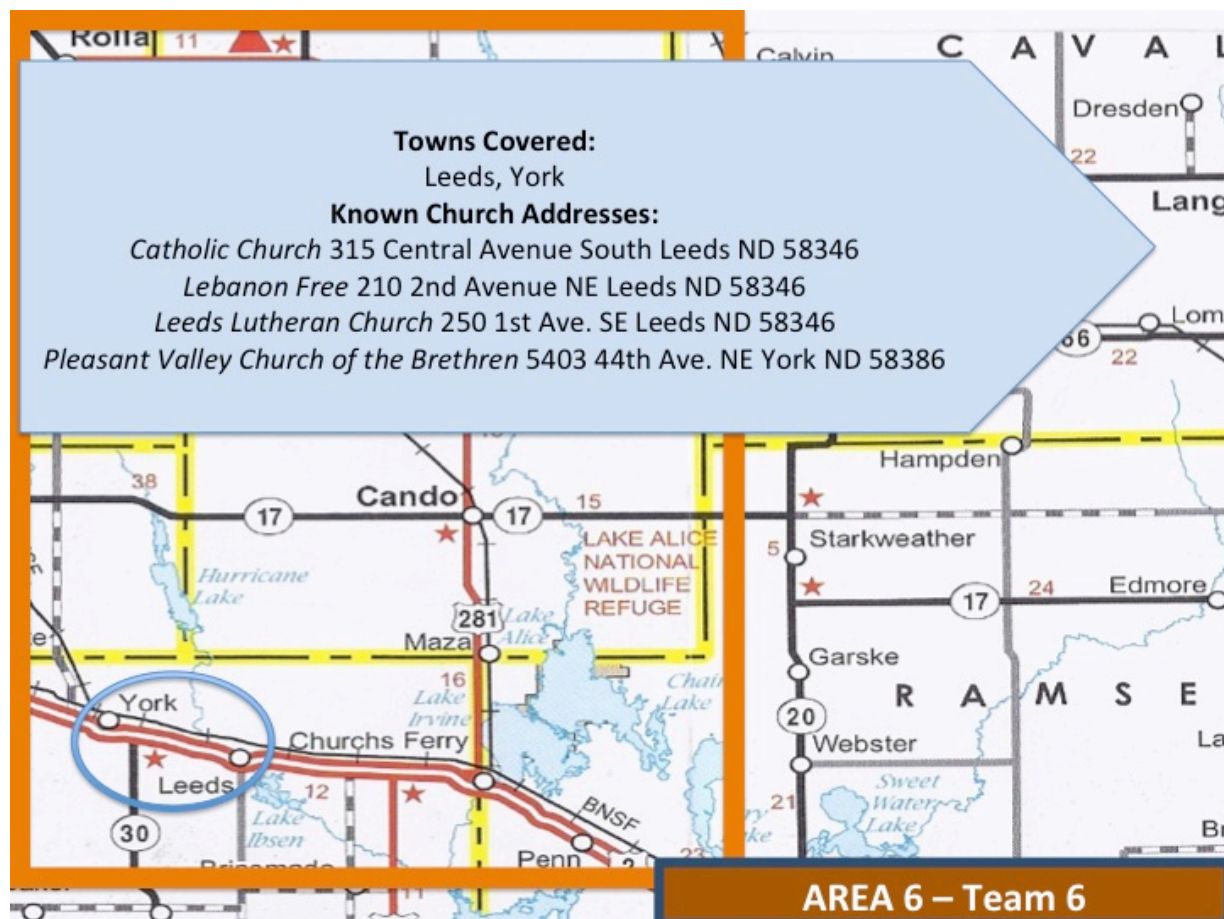 Rolla
11
Calvin
C A V A L
Dresden
22
Lang
Towns Covered:
Leeds, York
Known Church Addresses:
Catholic Church 315 Central Avenue South Leeds ND 58346
Lebanon Free 210 2nd Avenue NE Leeds ND 58346
Leeds Lutheran Church 250 1st Ave. SE Leeds ND 58346
Pleasant Valley Church of the Brethren 5403 44th Ave. NE York ND 58386
Lom
66
22
Hampden
38
Cando
17
17
15
LAKE ALICE
NATIONAL
WILDLIFE
REFUGE
5
Starkweather
Hurricane
Lake
17
24
Edmore
281
Lake
Alice
Maza
Garske
16
Lake
Irvine
Chain
Lake
R A M S E
York
20
Churchs Ferry
Webster
La
Leeds
12
Lake
Ibsen
Sweet
Water
Lake
21
BNSF
30
Penn
2
23
11
AREA 6 – Team 6